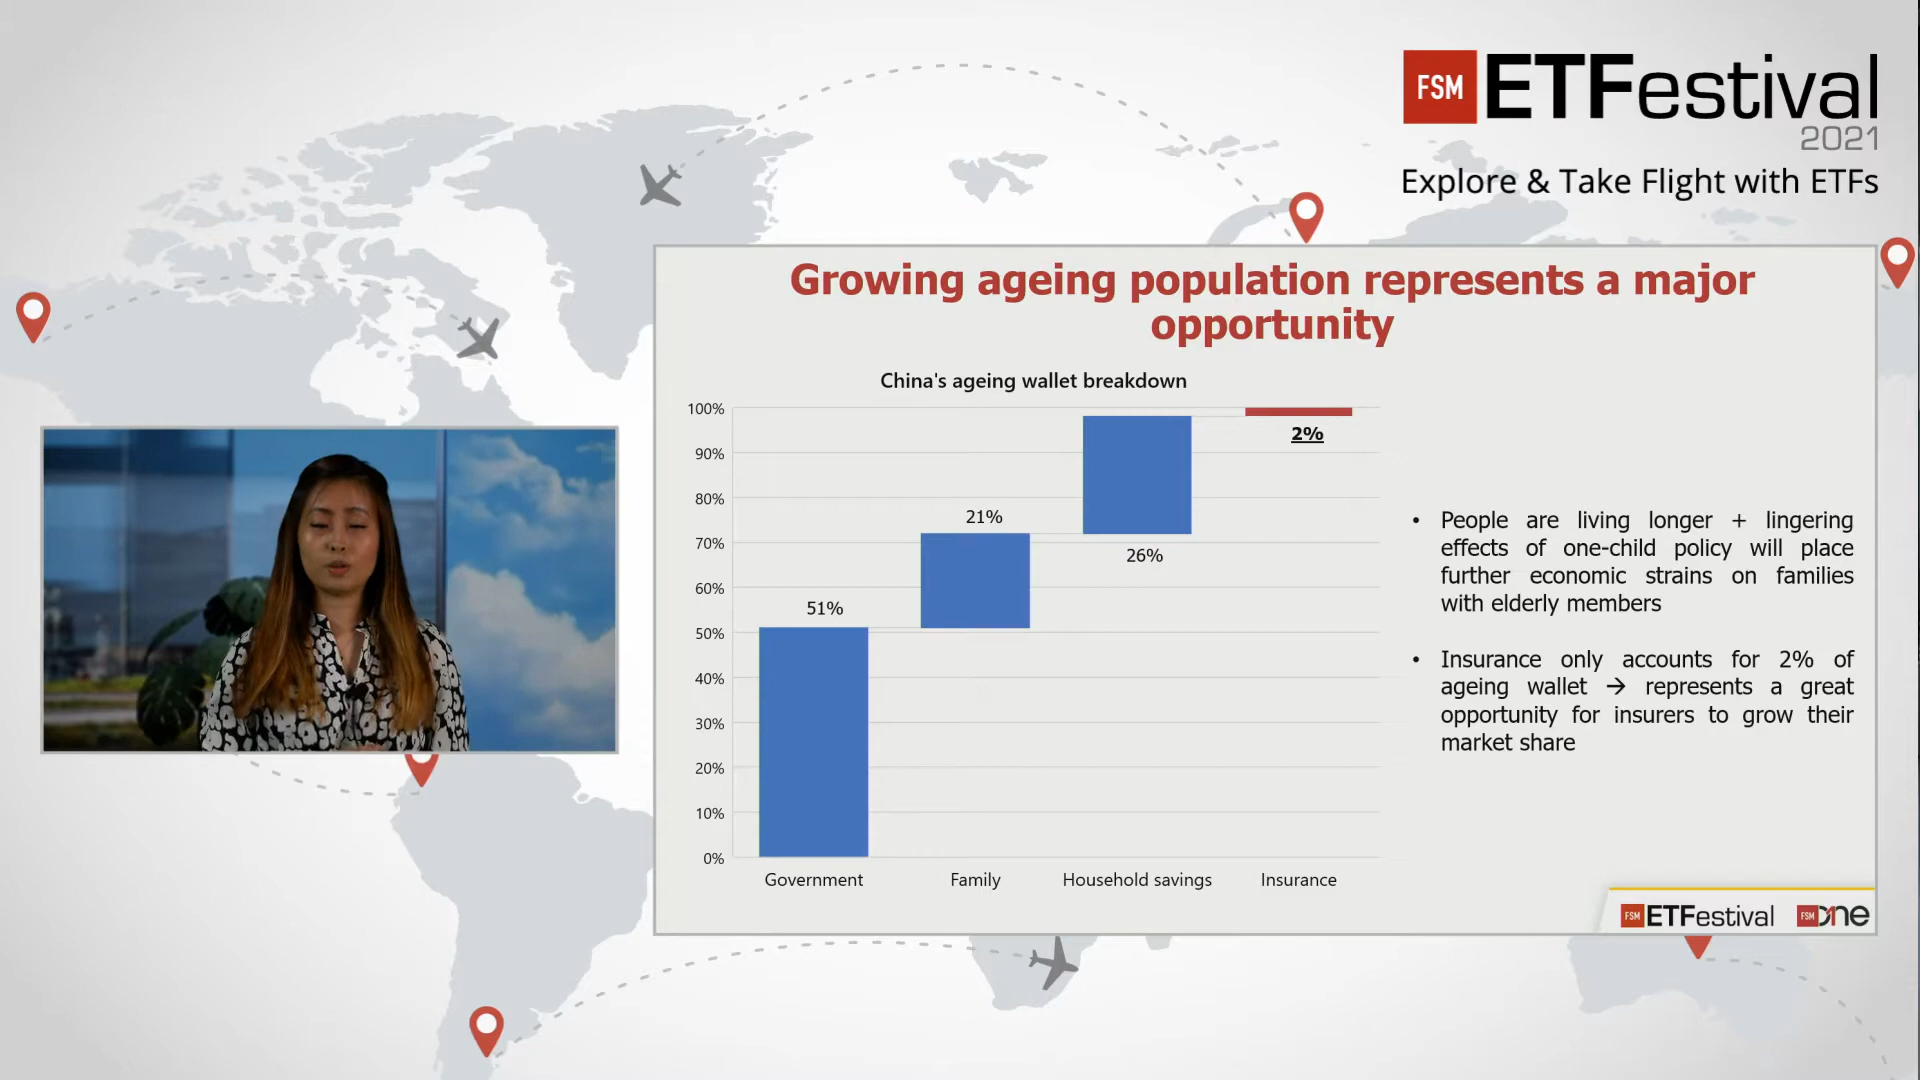 FSM ETFestival
2021
Explore & Take Flight with ETFs
Growing ageing population represents a major
opportunity
China's ageing wallet breakdown
100%
90%
80%
70%
60%
50%
40%
30%
20%
10%
0%
51%
21%
26%
2%
Government
Family
Household savings
Insurance
• People are living longer + lingering
effects of one-child policy will place
further economic strains on families
with elderly members
• Insurance only accounts for 2% of
ageing wallet → represents a great
opportunity for insurers to grow their
market share
FSM ETFestival
FSM One